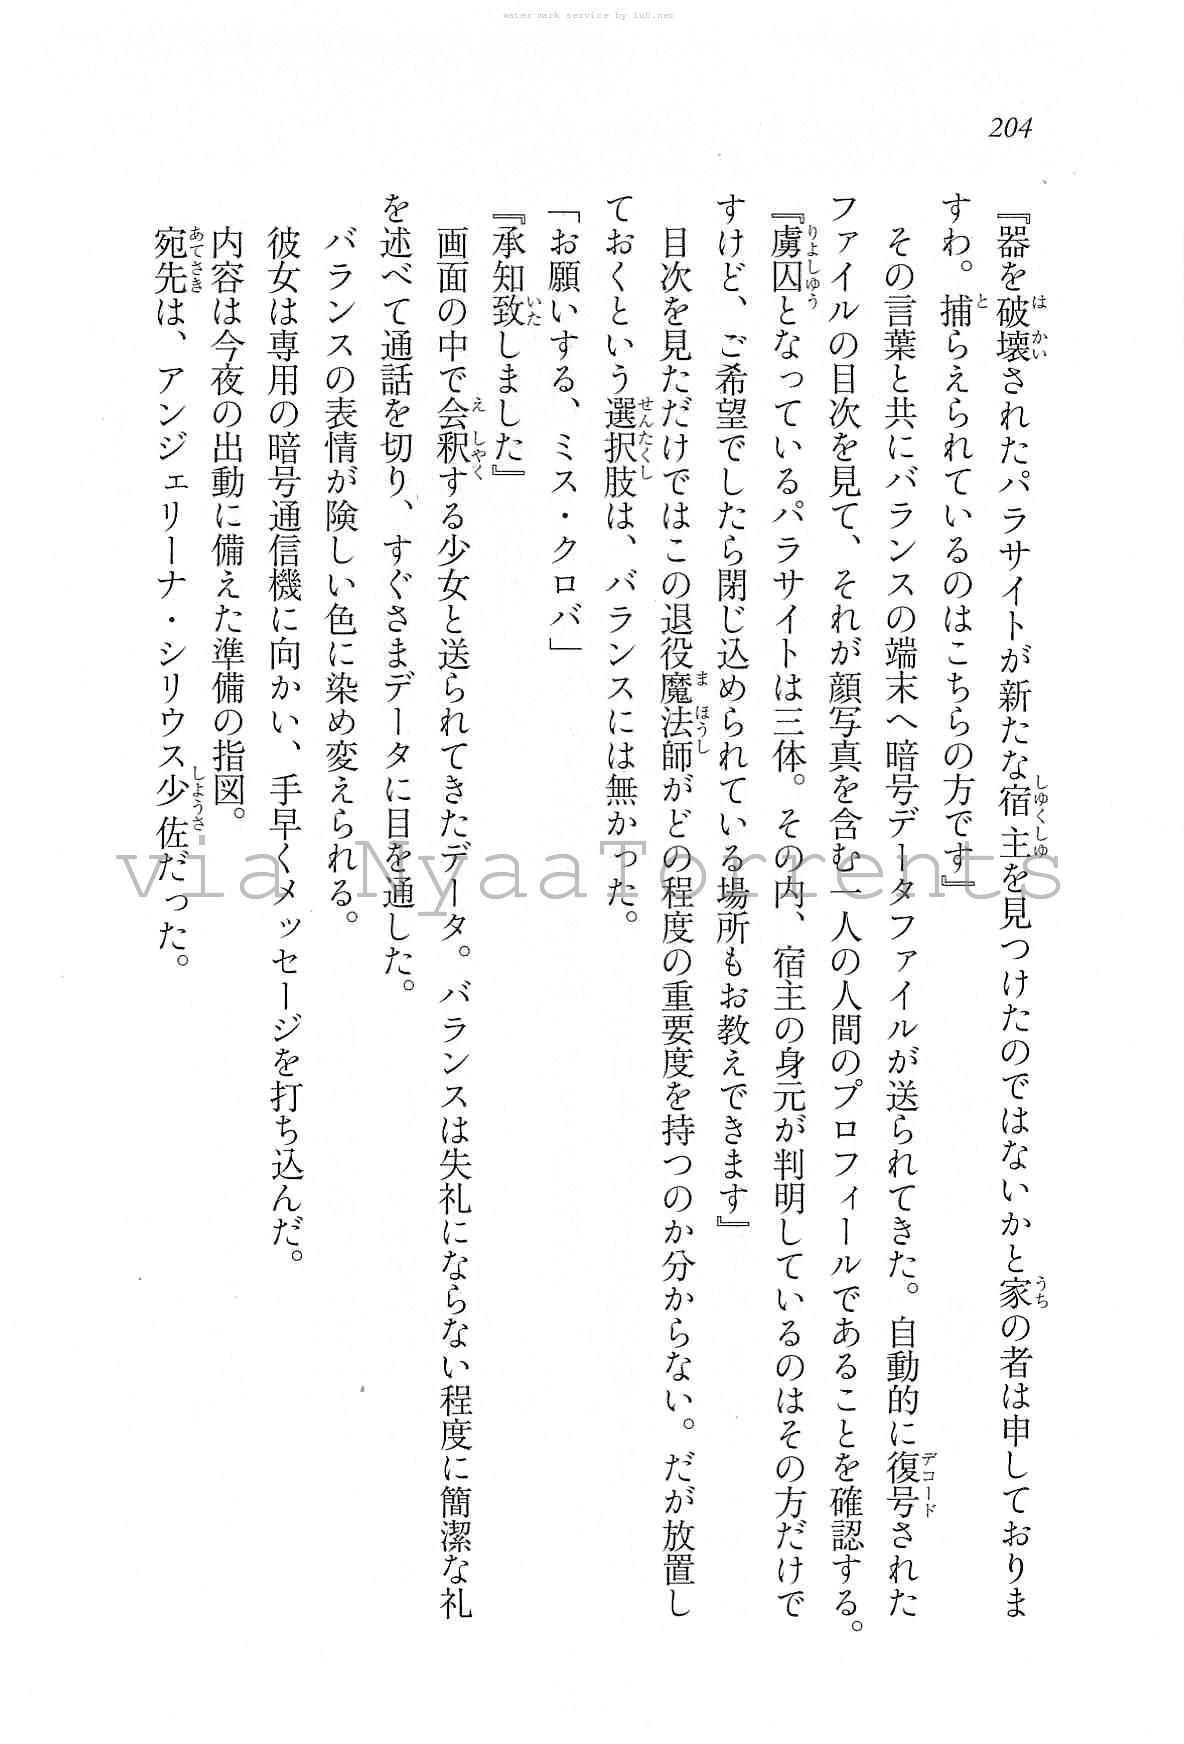 water mark service by lu0.net
204
『器を破壊されたパラサイトが新たな宿主を見つけたのではないかと家の者は申しておりま
すわ。捕らえられているのはこちらの方です』
その言葉と共にバランスの端末へ暗号データファイルが送られてきた。自動的に復号された
ファイルの目次を見て、それが顔写真を含む一人の人間のプロフィールであることを確認する。
『虜囚となっているパラサイトは三体。その内、宿主の身元が判明しているのはその方だけで
すけど、ご希望でしたら閉じ込められている場所もお教えできます』
目次を見ただけではこの退役魔法師がどの程度の重要度を持つのか分からない。だが放置し
ておくという選択肢は、バランスには無かった。
「お願いする、ミス・クロバ」
『承知致しました』
画面の中で会釈する少女と送られてきたデータ。バランスは失礼にならない程度に簡潔な礼
を述べて通話を切り、すぐさまデータに目を通した。
バランスの表情が険しい色に染め変えられる。
彼女は専用の暗号通信機に向かい、手早くメッセージを打ち込んだ。
内容は今夜の出動に備えた準備の指図。
宛先は、アンジェリーナ・シリウス少佐だった。
via NyaaTorrents